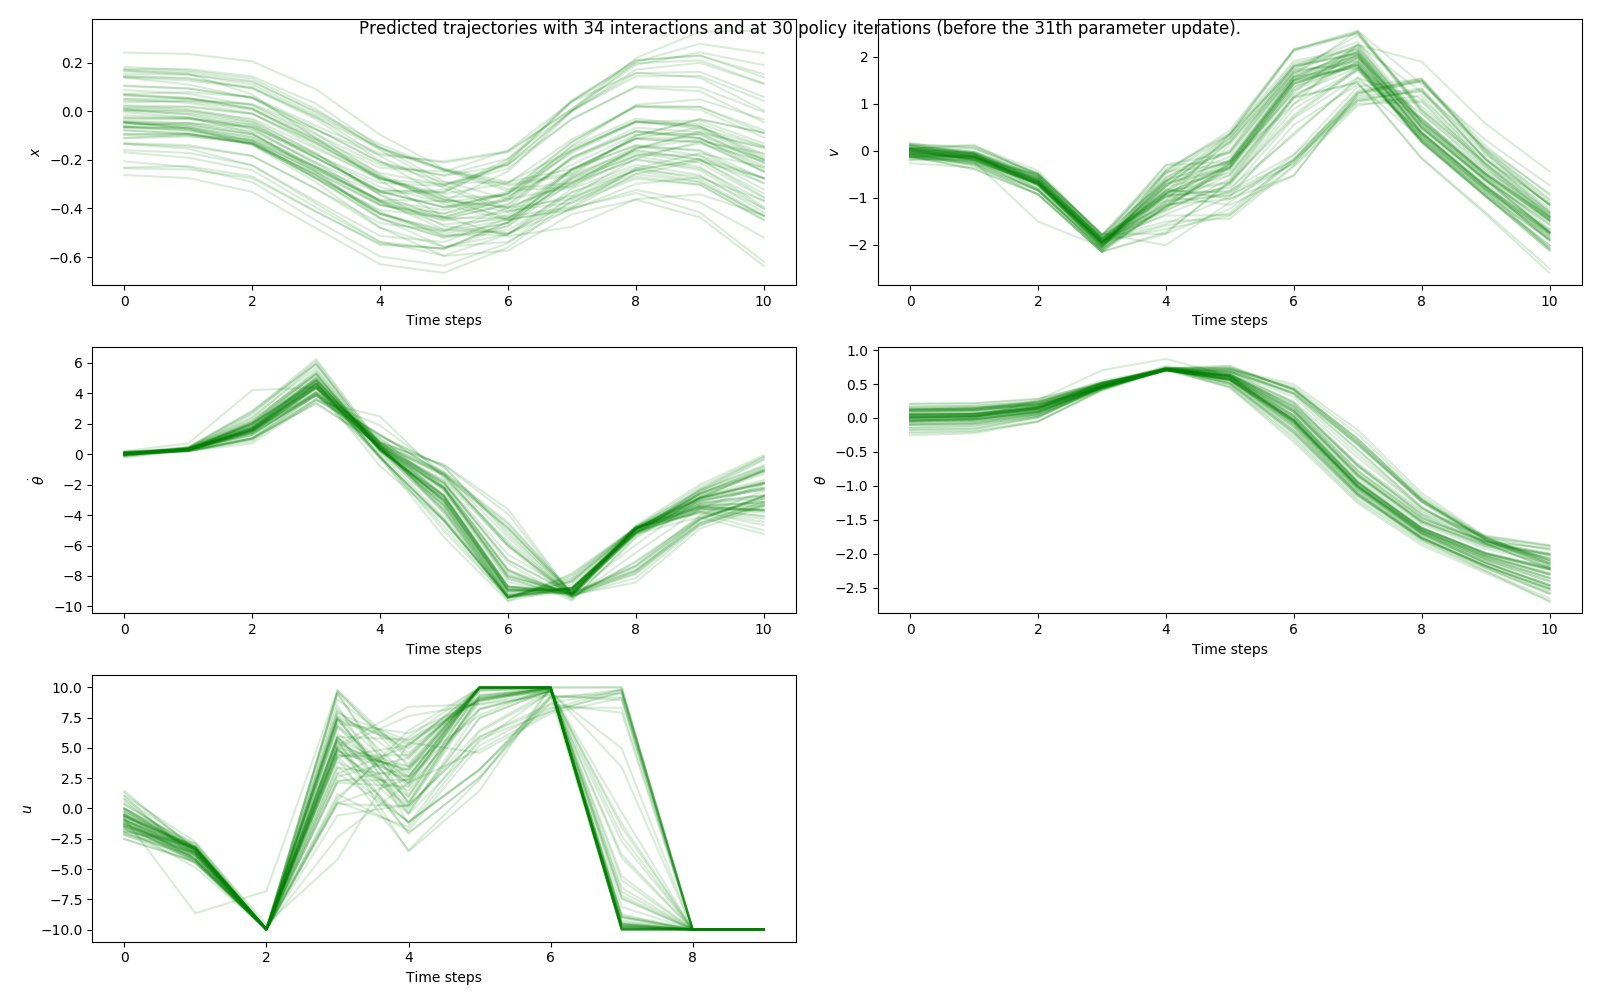 Predicted trajectories with 34 interactions and at 30 policy iterations (before the 31th parameter update).
0.2
0.0
−0.2
−0.4
−0.6
x
0 2 4 6 8 10
Time steps
2
1
0
−1
−2
v
0 2 4 6 8 10
Time steps
6
4
2
0
−2
−4
−6
−8
−10
θ̇
0 2 4 6 8 10
Time steps
1.0
0.5
0.0
−0.5
−1.0
−1.5
−2.0
−2.5
θ
0 2 4 6 8 10
Time steps
10.0
7.5
5.0
2.5
0.0
−2.5
−5.0
−7.5
−10.0
u
0 2 4 6 8
Time steps